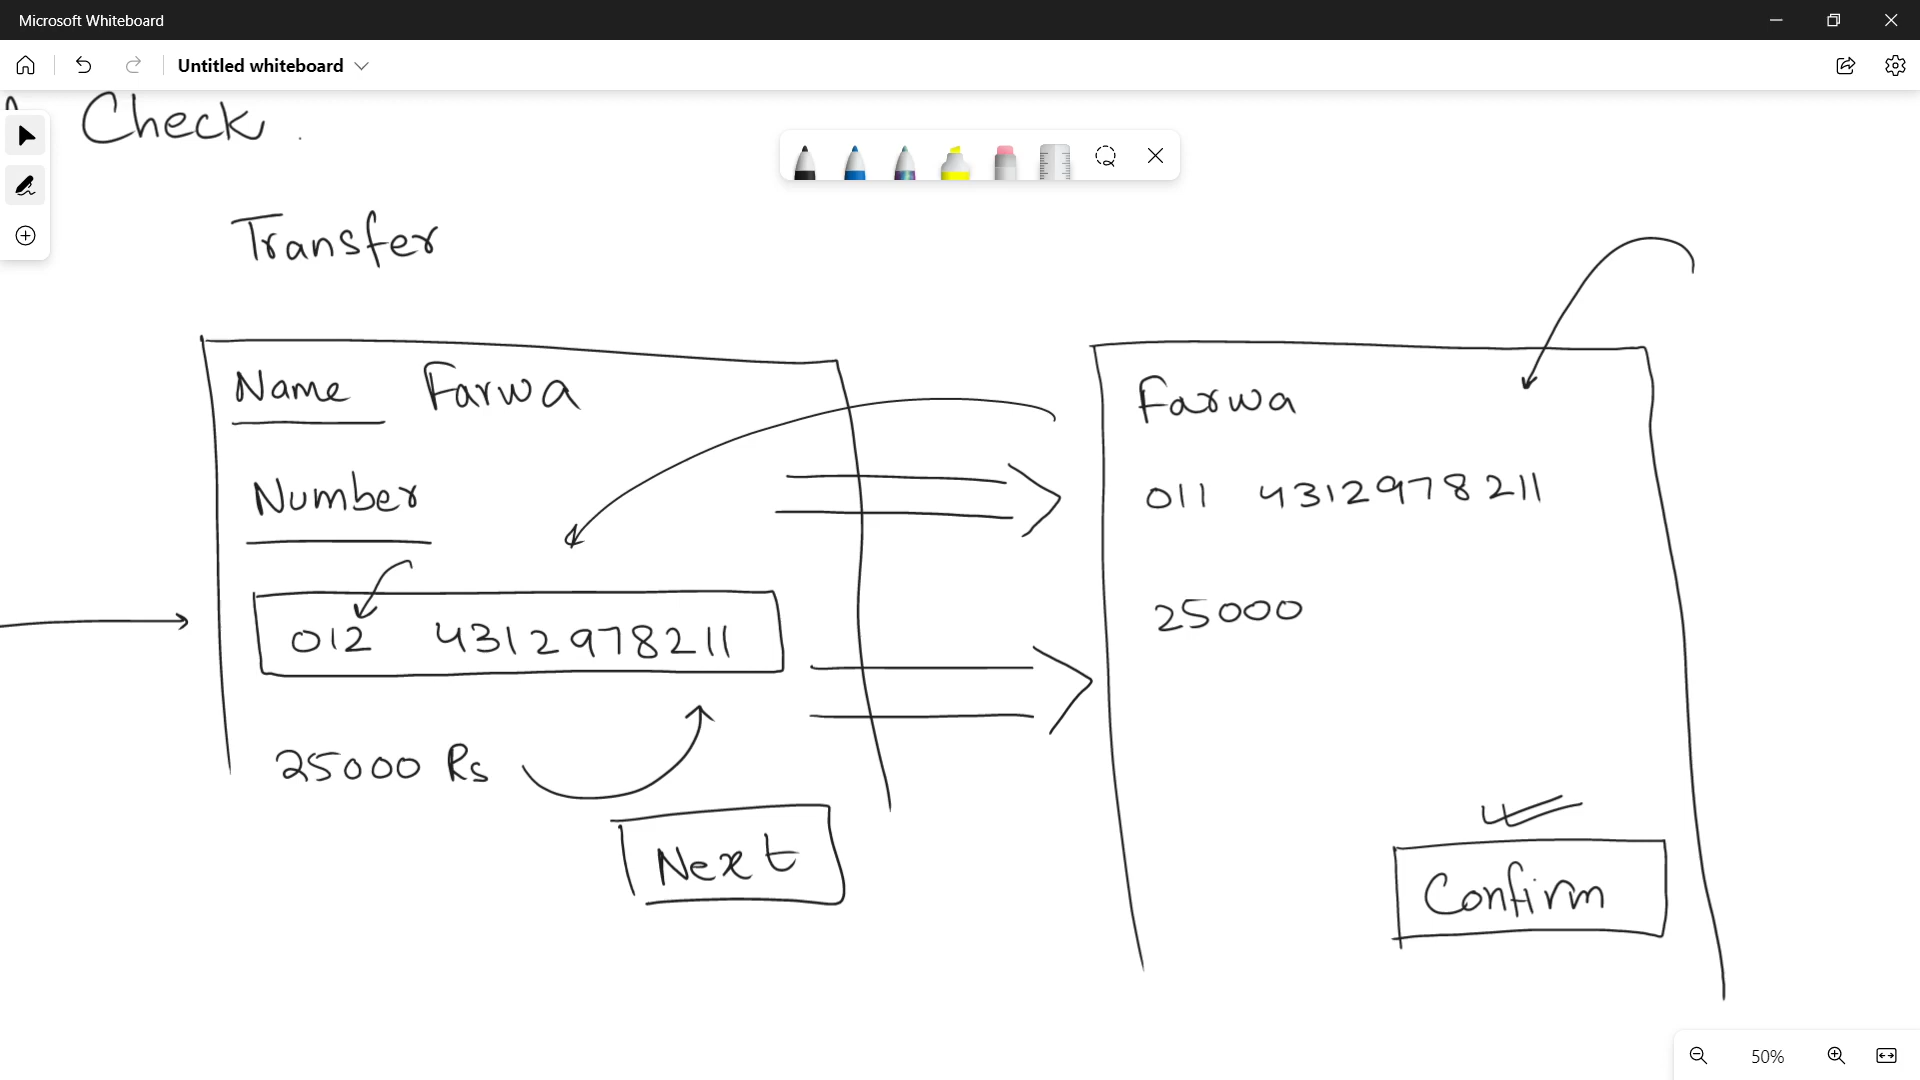 Microsoft Whiteboard
Untitled whiteboard
Check
Transfer
Name Farwa
Number
012 4312978211
25000 Rs
Next
Farwa
011 4312978211
25000
Confirm
50%